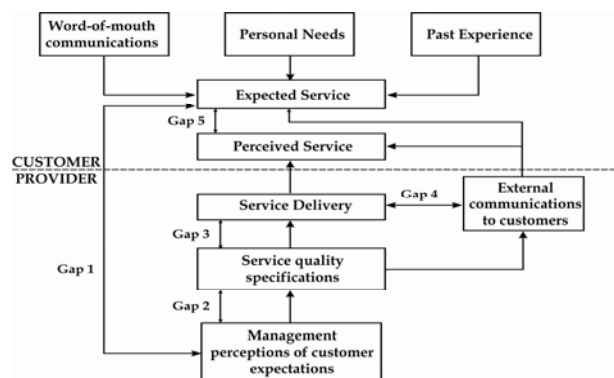 Word-of-mouth
communications
Personal Needs
Past Experience
Expected Service
Gap 5
Perceived Service
CUSTOMER
PROVIDER
Service Delivery
Gap 4
External
communications
to customers
Gap 3
Gap 1
Service quality
specifications
Gap 2
Management
perceptions of customer
expectations